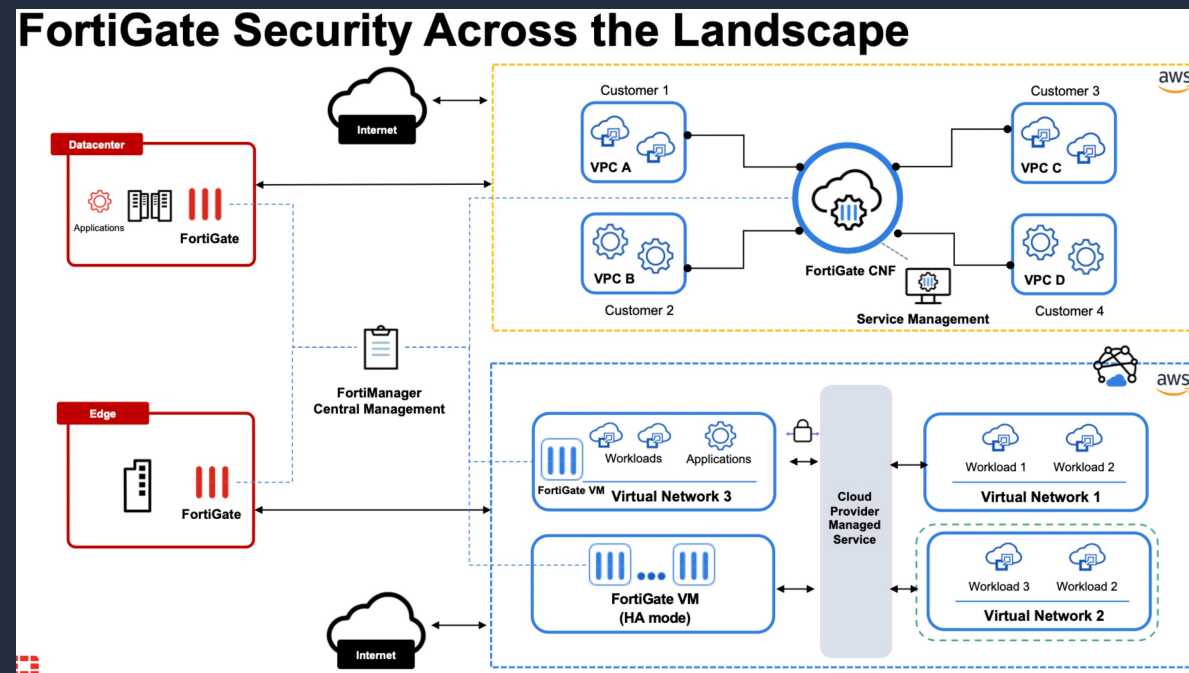 FortiGate Security Across the Landscape
aws
Internet
Customer 1
Customer 3
Datacenter
VPC A
VPC C
Applications
FortiGate
FortiGate CNF
VPC B
VPC D
Customer 2
Service Management
Customer 4
FortiManager
Central Management
aws
Edge
Workloads
Applications
FortiGate VM
Virtual Network 3
Workload 1
Workload 2
Virtual Network 1
FortiGate
Cloud
Provider
Managed
Service
Workload 3
Workload 2
Virtual Network 2
FortiGate VM
(HA mode)
Internet